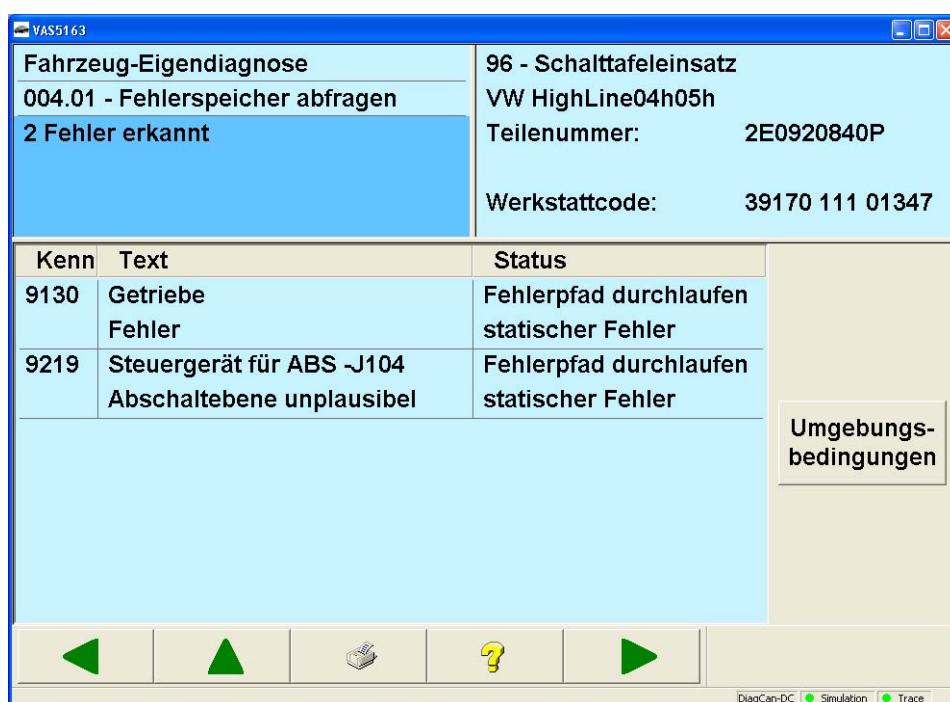 VAS5163
Fahrzeug-Eigendiagnose
004.01 - Fehlerspeicher abfragen
2 Fehler erkannt
96 - Schalttafeleinsatz
VW HighLine04h05h
Teilenummer: 2E0920840P
Werkstattcode: 39170 111 01347
Kenn Text Status
9130 Getriebe Fehlerpfad durchlaufen
Fehler statischer Fehler
9219 Steuergerät für ABS -J104 Fehlerpfad durchlaufen
Abschaltebene unplausibel statischer Fehler
Umgebungs-
bedingungen
DiagCan-DC Simulation Trace